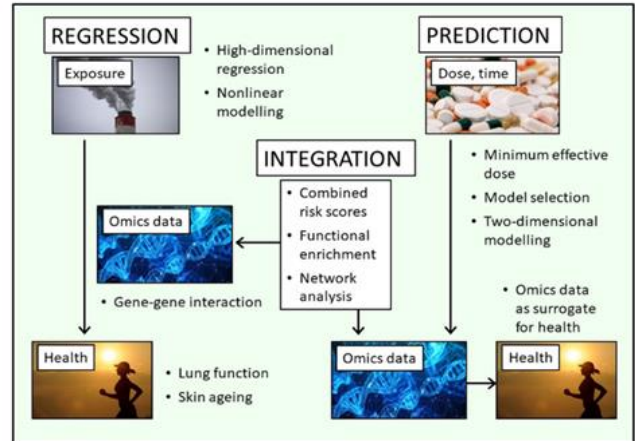 REGRESSION
Exposure
• High-dimensional
regression
• Nonlinear
modelling
PREDICTION
Dose, time
• Minimum effective
dose
• Model selection
• Two-dimensional
modelling
INTEGRATION
• Combined
risk scores
• Functional
enrichment
• Network
analysis
Omics data
• Gene-gene interaction
Health
• Lung function
• Skin ageing
• Omics data
as surrogate
for health
Omics data
Health